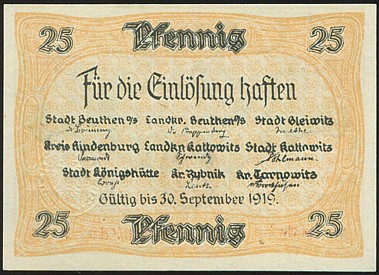 25 Pfennig 25
Für die Einlösung haften
Stadt Beuthen O/S Landkr. Beuthen O/S Stadt Gleiwitz
Kreis Hindenburg Landkr. Kattowitz Stadt Kattowitz
Pohlmann
Stadt Königshütte Kr. Rybnik Kr. Tarnowitz
Gültig bis 30. September 1919.
25 Pfennig 25